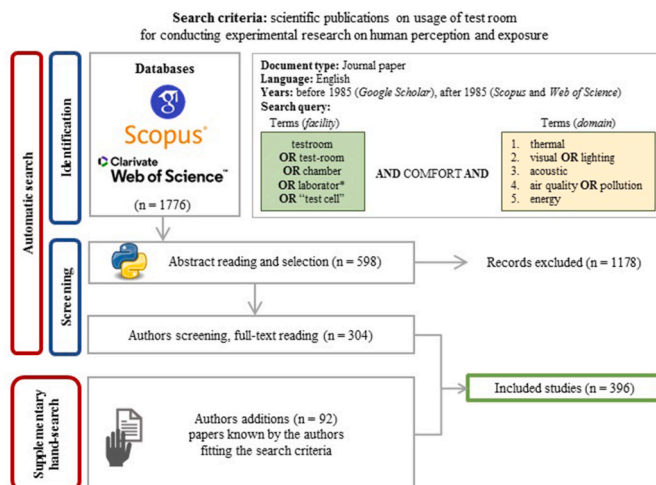 Search criteria: scientific publications on usage of test room
for conducting experimental research on human perception and exposure
Automatic search
Identification
Databases
Scopus
Clarivate
Web of Science™
(n = 1776)
Document type: Journal paper
Language: English
Years: before 1985 (Google Scholar), after 1985 (Scopus and Web of Science)
Search query:
Terms (facility)
testroom
OR test-room
OR chamber
OR laborator*
OR "test cell"
AND COMFORT AND
Terms (domain)
1. thermal
2. visual OR lighting
3. acoustic
4. air quality OR pollution
5. energy
Screening
Abstract reading and selection (n = 598)
Records excluded (n = 1178)
Authors screening, full-text reading (n = 304)
Included studies (n = 396)
Supplementary
hand-search
Authors additions (n = 92)
papers known by the authors
fitting the search criteria